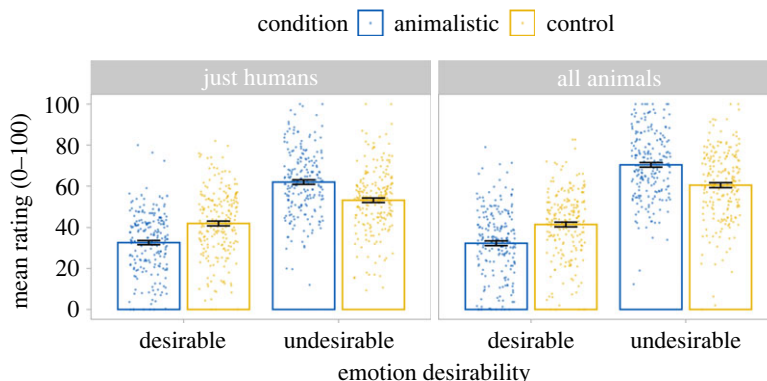 condition animalistic control
just humans all animals
mean rating (0–100)
100
80
60
40
20
0
desirable undesirable desirable undesirable
emotion desirability